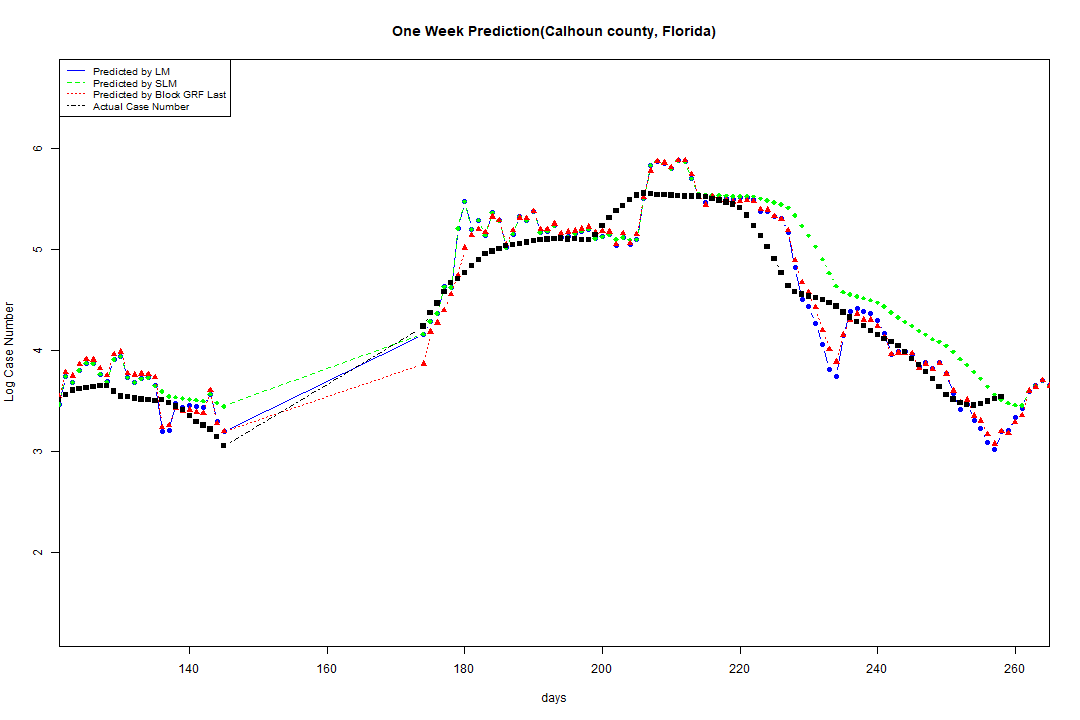 One Week Prediction(Calhoun county, Florida)
Predicted by LM
Predicted by SLM
Predicted by Block GRF Last
Actual Case Number
6
5
4
3
2
Log Case Number
140 160 180 200 220 240 260
days